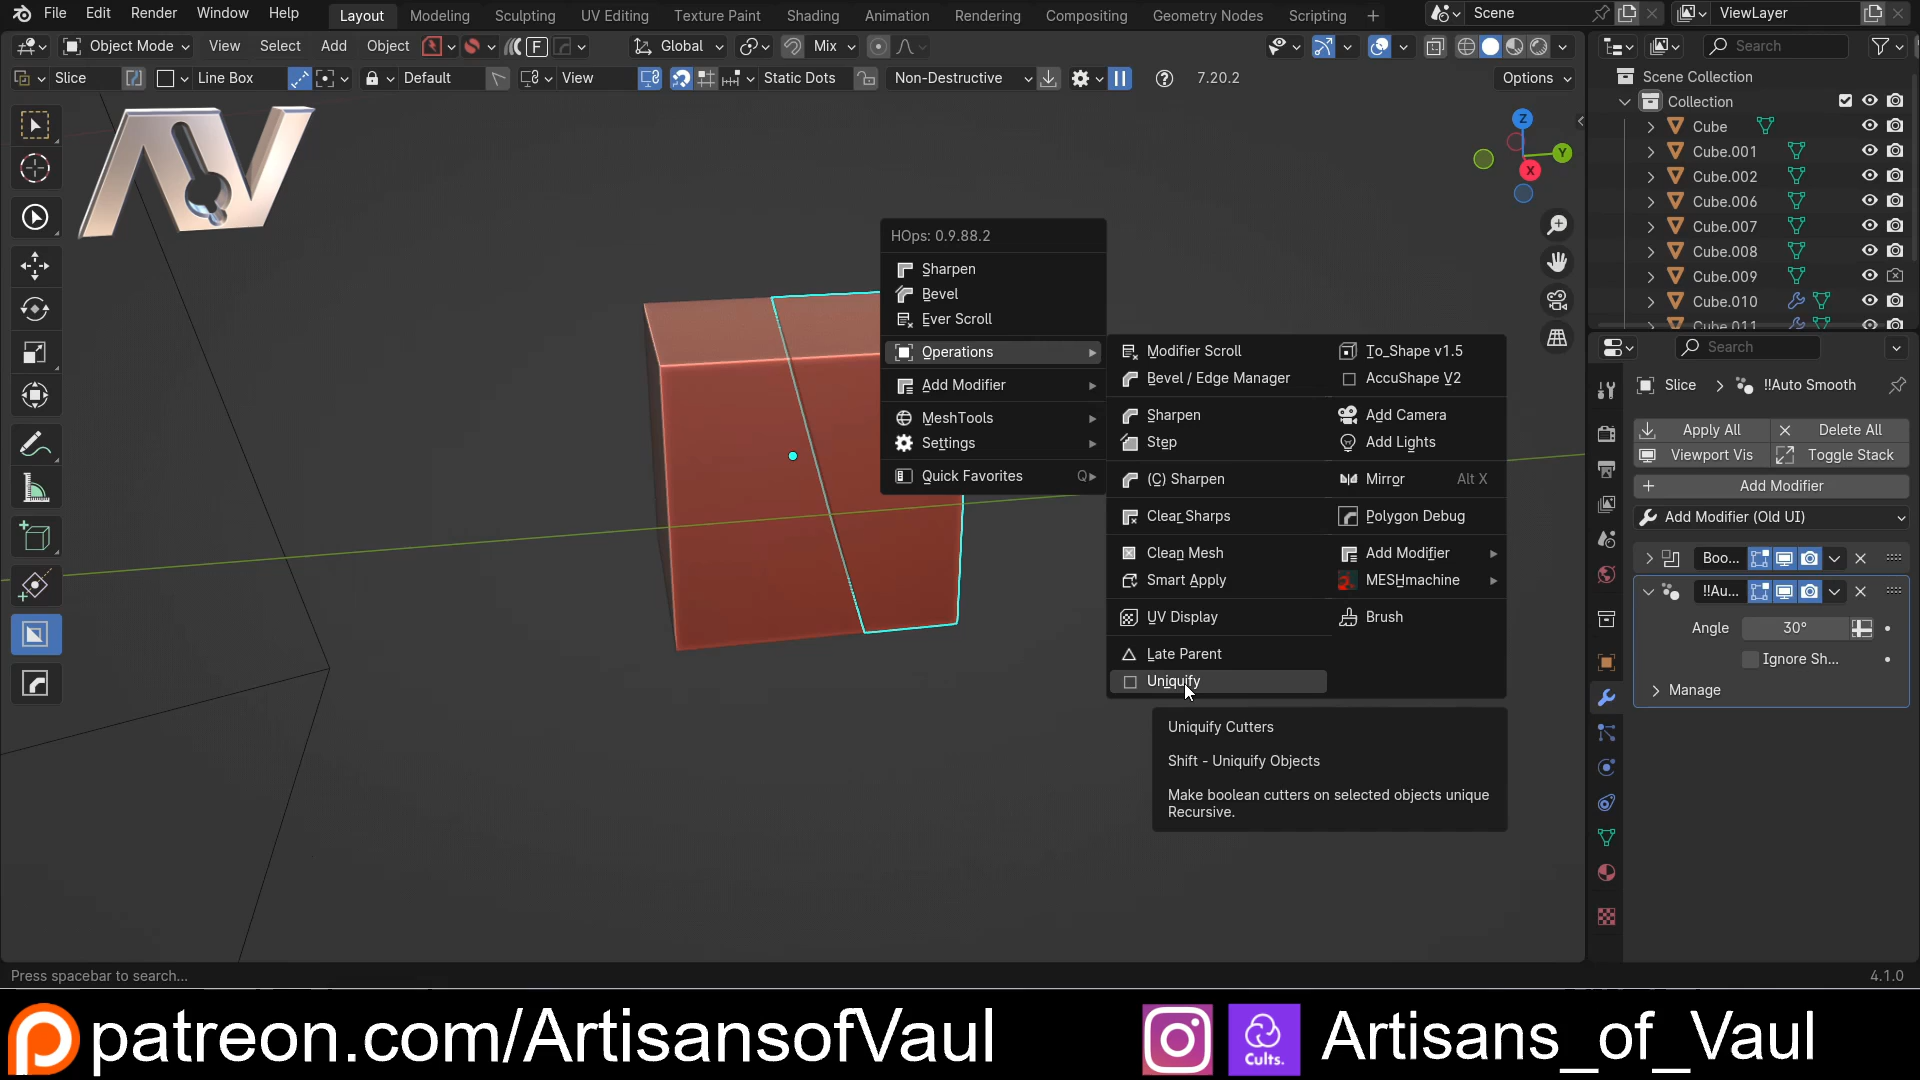 File Edit Render Window Help Layout Modeling Sculpting UV Editing Texture Paint Shading Animation Rendering Compositing Geometry Nodes Scripting + Scene ViewLayer
Object Mode View Select Add Object F Global Mix Search
Slice Line Box Default View Static Dots Non-Destructive 7.20.2 Options
Scene Collection
Collection
Cube
Cube.001
Cube.002
Cube.006
Cube.007
Cube.008
Cube.009
Cube.010
Cube.011
AV
Z
Y
X
HOps: 0.9.88.2
Sharpen
Bevel
Ever Scroll
Operations
Add Modifier
MeshTools
Settings
Quick Favorites Q
Modifier Scroll To_Shape v1.5
Bevel / Edge Manager AccuShape V2
Sharpen Add Camera
Step Add Lights
(C) Sharpen Mirror Alt X
Clear Sharps Polygon Debug
Clean Mesh Add Modifier
Smart Apply MESHmachine
UV Display Brush
Late Parent
Uniquify
Uniquify Cutters
Shift - Uniquify Objects
Make boolean cutters on selected objects unique
Recursive.
Search
Slice > !!Auto Smooth
Apply All Delete All
Viewport Vis Toggle Stack
+ Add Modifier
Add Modifier (Old UI)
Boo...
!!Au...
Angle 30°
Ignore Sh...
Manage
Press spacebar to search... 4.1.0
patreon.com/ArtisansofVaul Cults. Artisans_of_Vaul